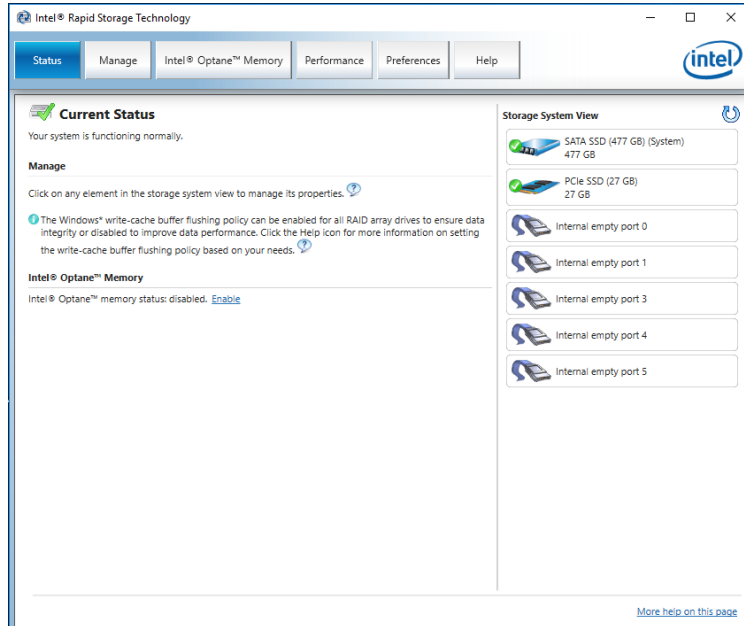 Intel® Rapid Storage Technology
Status
Manage
Intel® Optane™ Memory
Performance
Preferences
Help
intel
Current Status
Your system is functioning normally.
Manage
Click on any element in the storage system view to manage its properties. ?
The Windows* write-cache buffer flushing policy can be enabled for all RAID array drives to ensure data
integrity or disabled to improve data performance. Click the Help icon for more information on setting
the write-cache buffer flushing policy based on your needs. ?
Intel® Optane™ Memory
Intel® Optane™ memory status: disabled. Enable
Storage System View
SATA SSD (477 GB) (System)
477 GB
PCIe SSD (27 GB)
27 GB
Internal empty port 0
Internal empty port 1
Internal empty port 3
Internal empty port 4
Internal empty port 5
More help on this page